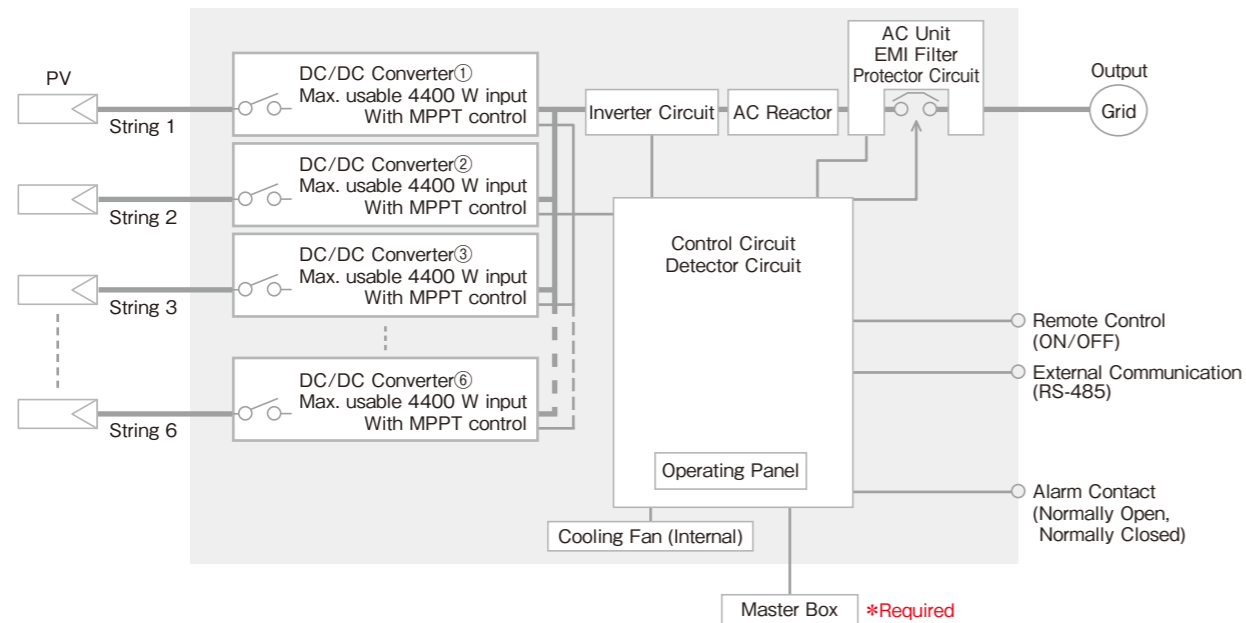 PV
String 1
String 2
String 3
String 6
DC/DC Converter①
Max. usable 4400 W input
With MPPT control
DC/DC Converter②
Max. usable 4400 W input
With MPPT control
DC/DC Converter③
Max. usable 4400 W input
With MPPT control
DC/DC Converter⑥
Max. usable 4400 W input
With MPPT control
Inverter Circuit
AC Reactor
AC Unit
EMI Filter
Protector Circuit
Output
Grid
Control Circuit
Detector Circuit
Operating Panel
Cooling Fan (Internal)
Remote Control
(ON/OFF)
External Communication
(RS-485)
Alarm Contact
(Normally Open,
Normally Closed)
Master Box
*Required